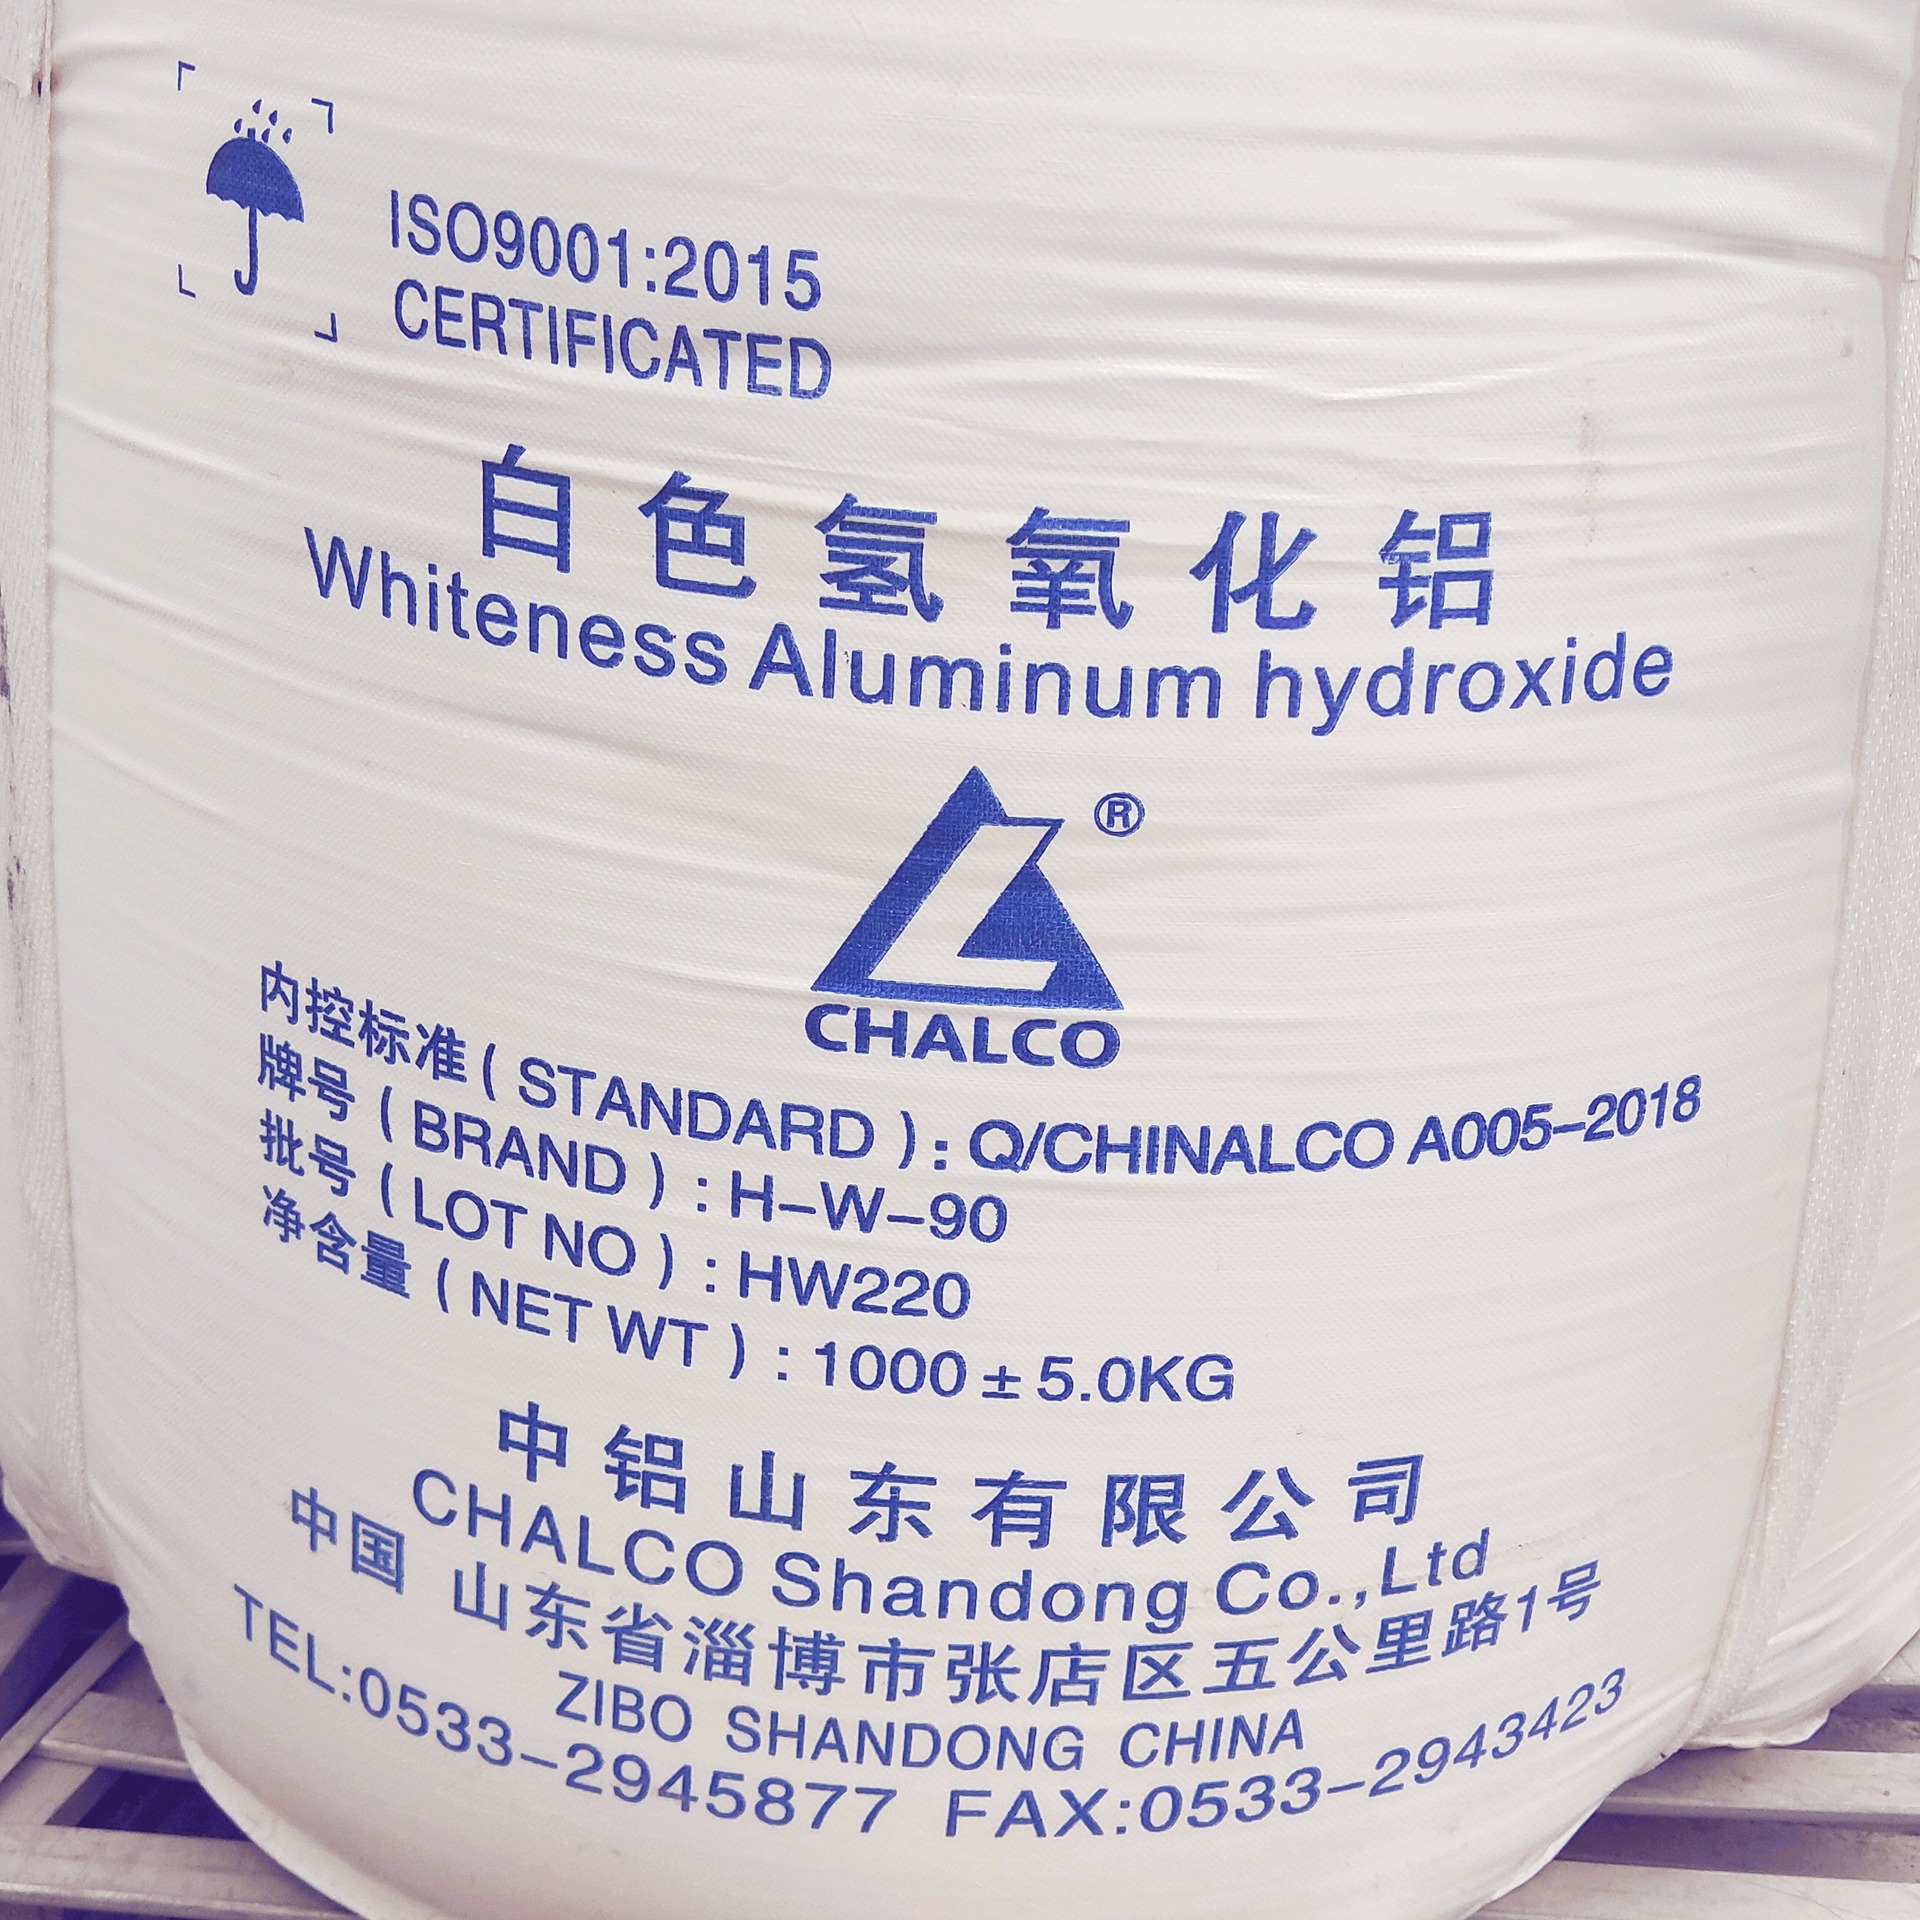 ISO9001:2015
CERTIFICATED
白色氢氧化铝
Whiteness Aluminum hydroxide
®
CHALCO
内控标准(STANDARD):Q/CHINALCO A005-2018
牌号(BRAND):H-W-90
批号(LOT NO):HW220
净含量(NET WT):1000±5.0KG
中铝山东有限公司
CHALCO Shandong Co.,Ltd
中国 山东省淄博市张店区五公里路1号
ZIBO SHANDONG CHINA
TEL:0533-2945877 FAX:0533-2943423